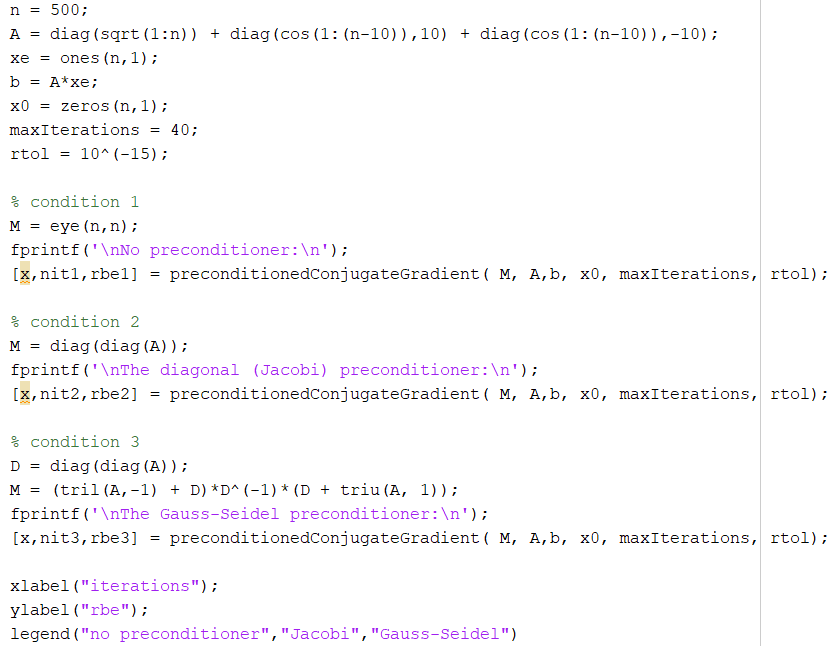 n = 500;
A = diag(sqrt(1:n)) + diag(cos(1:(n-10)),10) + diag(cos(1:(n-10)),-10);
xe = ones(n,1);
b = A*xe;
x0 = zeros(n,1);
maxIterations = 40;
rtol = 10^(-15);
% condition 1
M = eye(n,n);
fprintf('\nNo preconditioner:\n');
[x,nit1,rbe1] = preconditionedConjugateGradient( M, A,b, x0, maxIterations, rtol);
% condition 2
M = diag(diag(A));
fprintf('\nThe diagonal (Jacobi) preconditioner:\n');
[x,nit2,rbe2] = preconditionedConjugateGradient( M, A,b, x0, maxIterations, rtol);
% condition 3
D = diag(diag(A));
M = (tril(A,-1) + D)*D^(-1)*(D + triu(A, 1));
fprintf('\nThe Gauss-Seidel preconditioner:\n');
[x,nit3,rbe3] = preconditionedConjugateGradient( M, A,b, x0, maxIterations, rtol);
xlabel("iterations");
ylabel("rbe");
legend("no preconditioner","Jacobi","Gauss-Seidel")